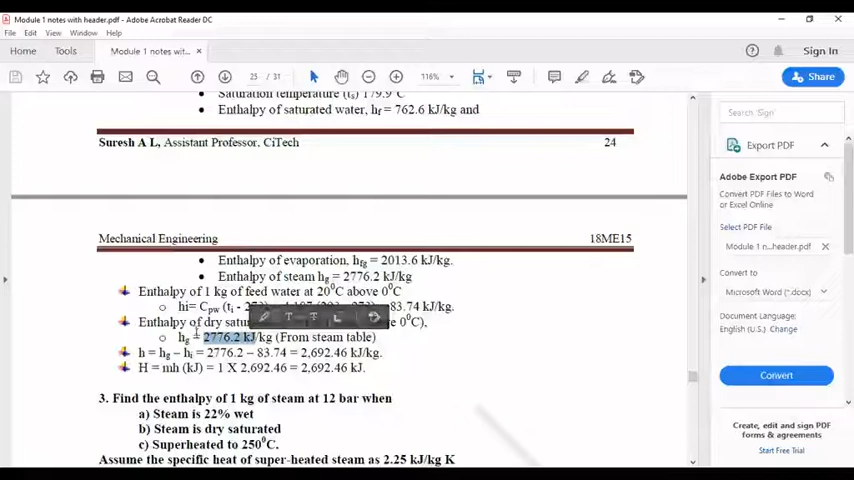 Module 1 notes with header.pdf - Adobe Acrobat Reader DC
File Edit View Window Help
Home Tools Module 1 notes wit... × Sign In
25 / 31 116% Share
Saturation temperature (ts) 179.9°C
Enthalpy of saturated water, hf = 762.6 kJ/kg and
Suresh A L, Assistant Professor, CiTech 24
Mechanical Engineering 18ME15
Enthalpy of evaporation, hfg = 2013.6 kJ/kg.
Enthalpy of steam hg = 2776.2 kJ/kg
Enthalpy of 1 kg of feed water at 20°C above 0°C
hi= Cpw (ti - 83.74 kJ/kg.
Enthalpy of dry 0°C),
hg = 2776.2 kJ/kg (From steam table)
h = hg – hi = 2776.2 – 83.74 = 2,692.46 kJ/kg.
H = mh (kJ) = 1 X 2,692.46 = 2,692.46 kJ.
3. Find the enthalpy of 1 kg of steam at 12 bar when
a) Steam is 22% wet
b) Steam is dry saturated
c) Superheated to 250°C.
Assume the specific heat of super-heated steam as 2.25 kJ/kg K
Search 'Sign'
Export PDF
Adobe Export PDF
Convert PDF Files to Word
or Excel Online
Select PDF File
Module 1 n...header.pdf ×
Convert to
Microsoft Word (*.docx)
Document Language:
English (U.S.) Change
Convert
Create, edit and sign PDF
forms & agreements
Start Free Trial